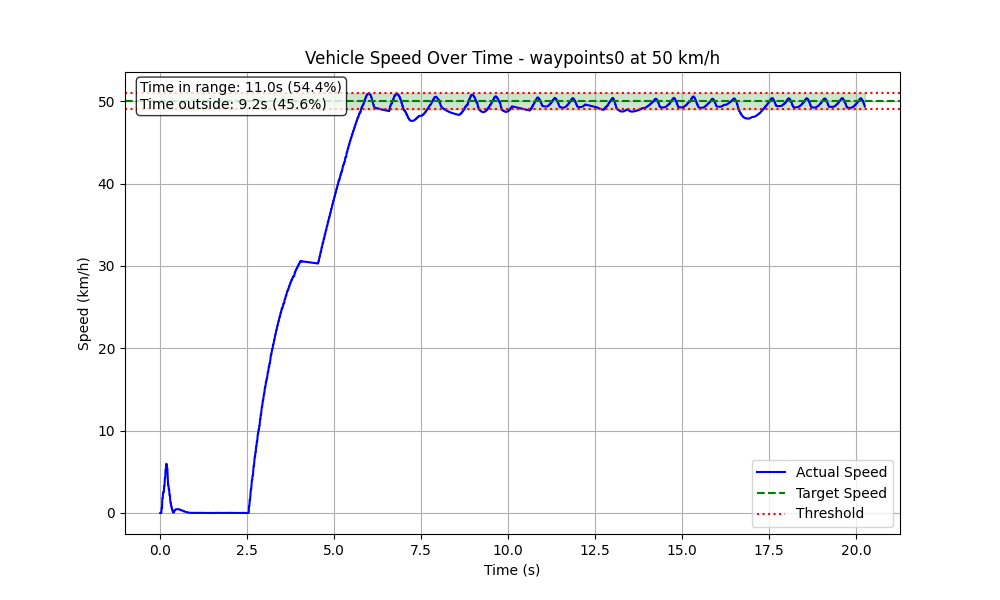 Vehicle Speed Over Time - waypoints0 at 50 km/h
Time in range: 11.0s (54.4%)
Time outside: 9.2s (45.6%)
50
40
30
20
10
0
Speed (km/h)
Actual Speed
Target Speed
Threshold
0.0 2.5 5.0 7.5 10.0 12.5 15.0 17.5 20.0
Time (s)